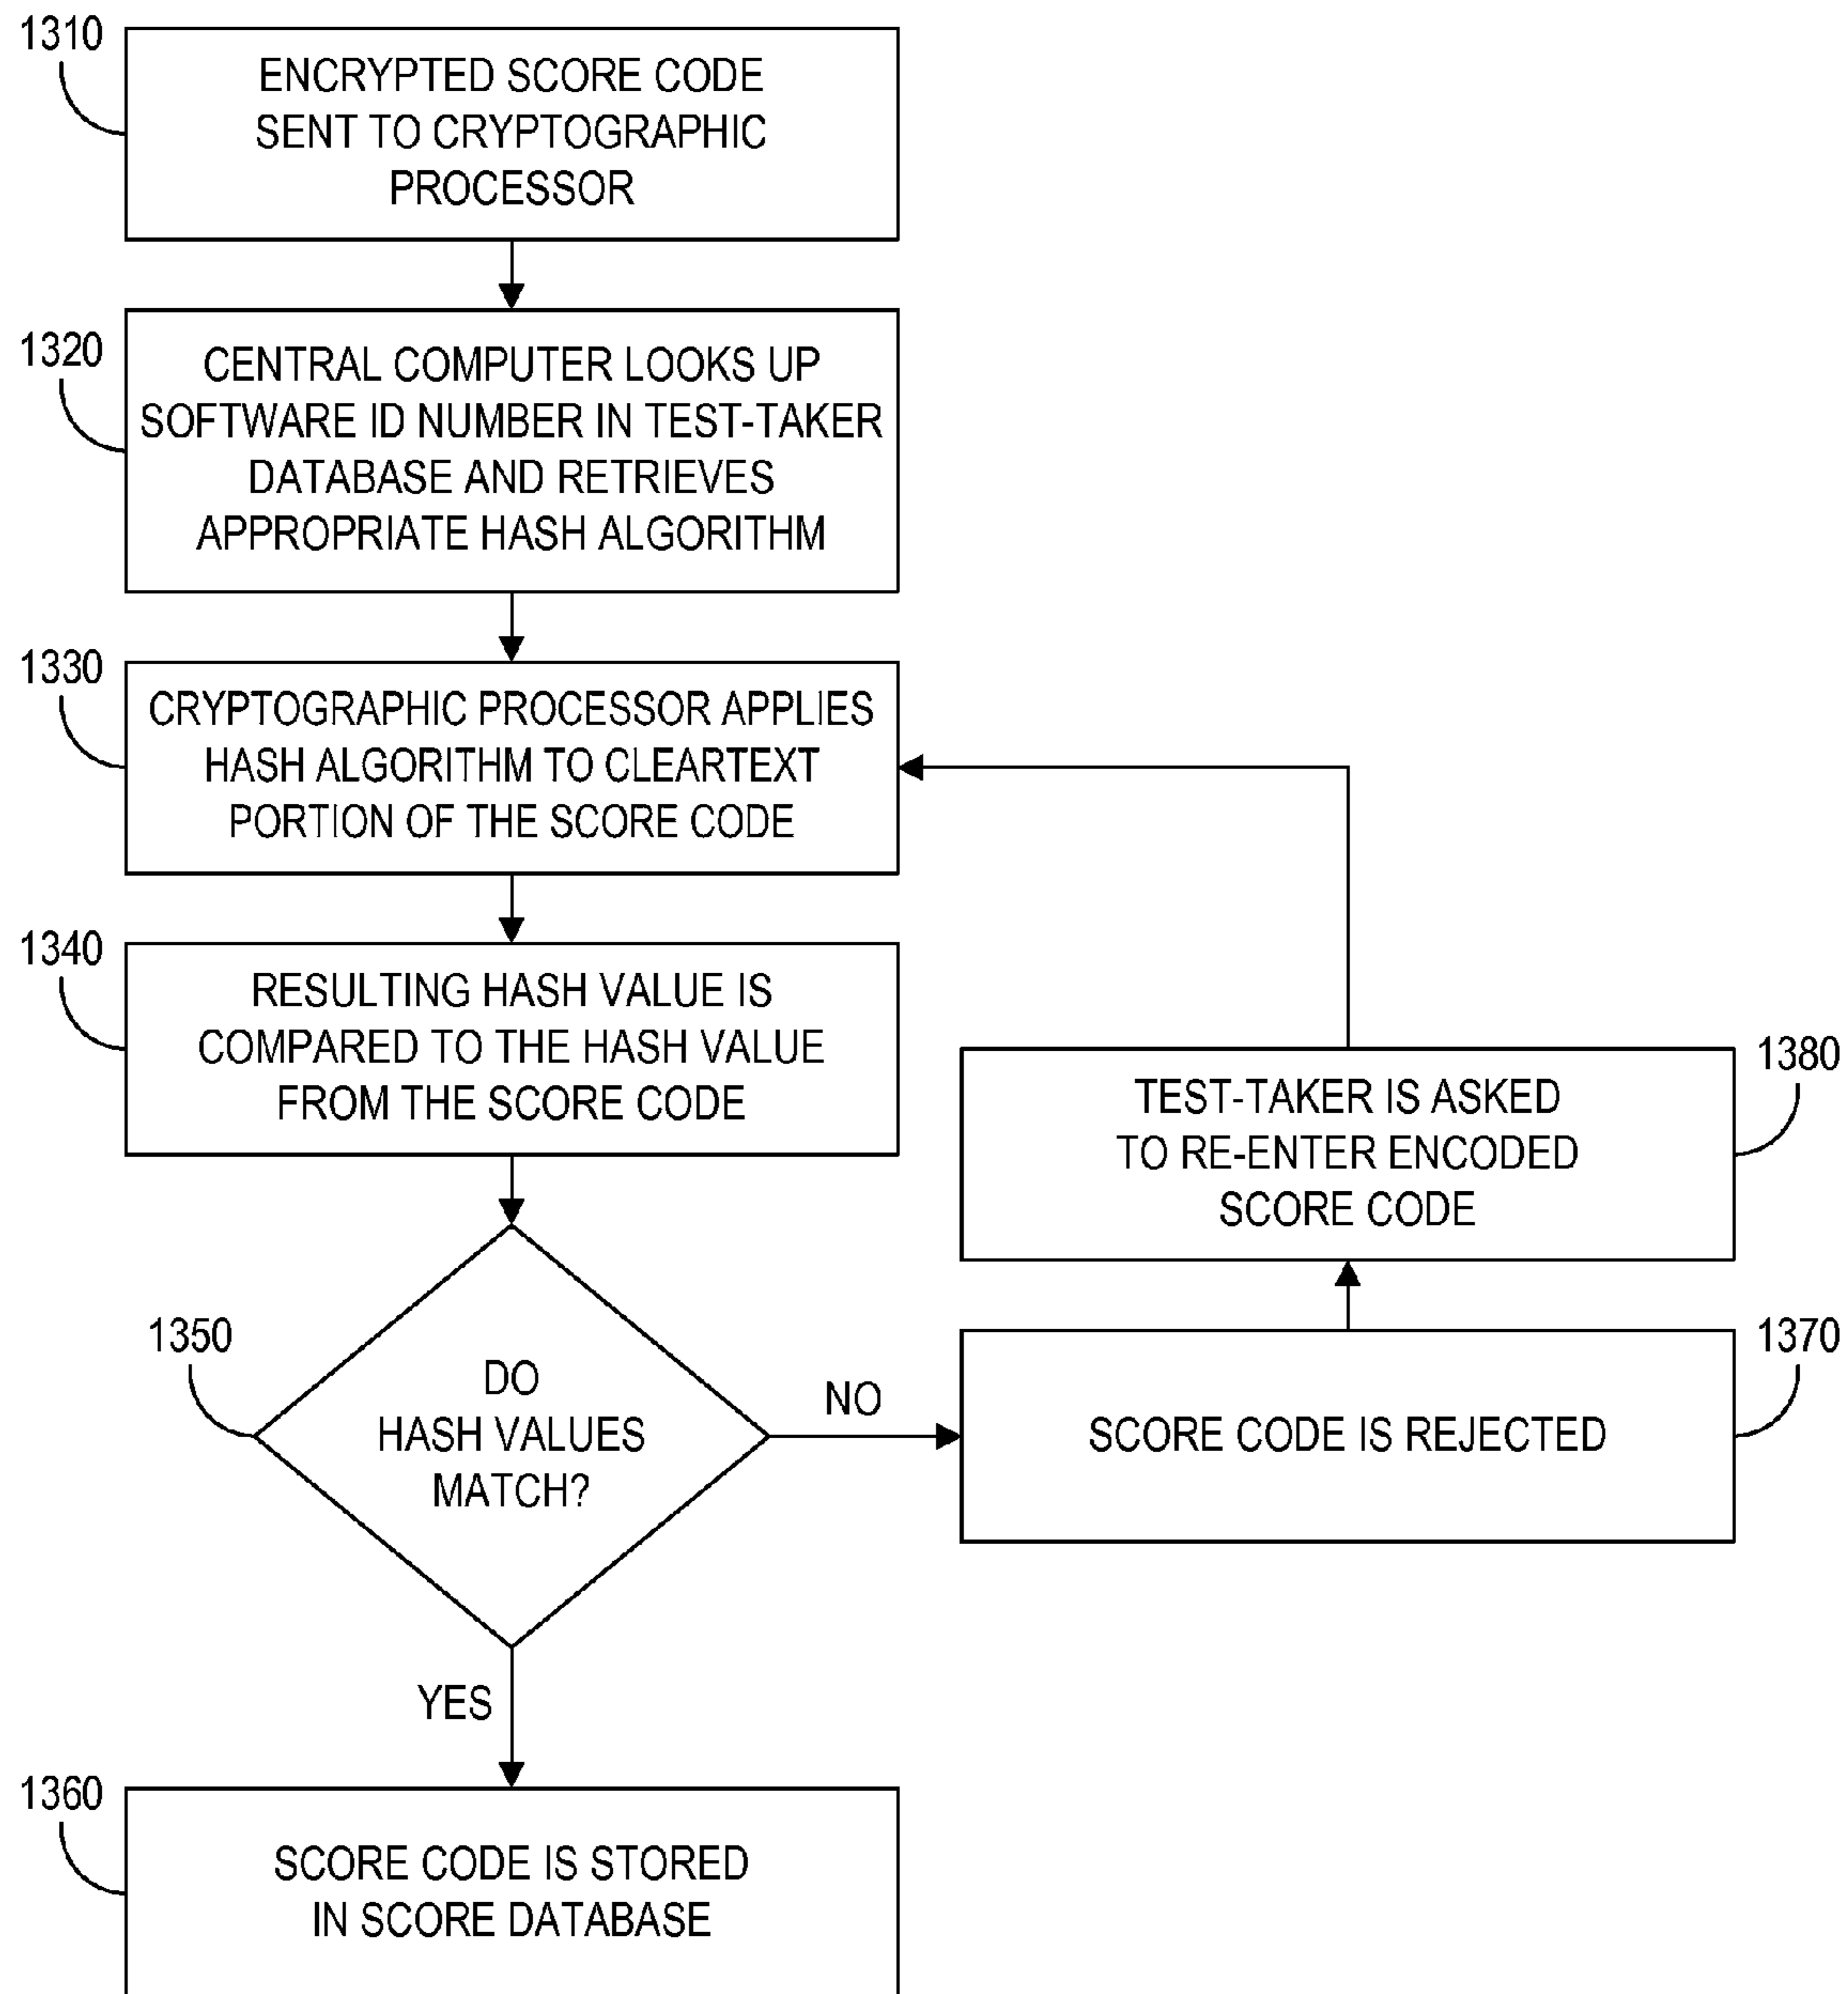 1310
ENCRYPTED SCORE CODE
SENT TO CRYPTOGRAPHIC
PROCESSOR
1320
CENTRAL COMPUTER LOOKS UP
SOFTWARE ID NUMBER IN TEST-TAKER
DATABASE AND RETRIEVES
APPROPRIATE HASH ALGORITHM
1330
CRYPTOGRAPHIC PROCESSOR APPLIES
HASH ALGORITHM TO CLEARTEXT
PORTION OF THE SCORE CODE
1340
RESULTING HASH VALUE IS
COMPARED TO THE HASH VALUE
FROM THE SCORE CODE
1350
DO
HASH VALUES
MATCH?
NO
YES
1380
TEST-TAKER IS ASKED
TO RE-ENTER ENCODED
SCORE CODE
1370
SCORE CODE IS REJECTED
1360
SCORE CODE IS STORED
IN SCORE DATABASE